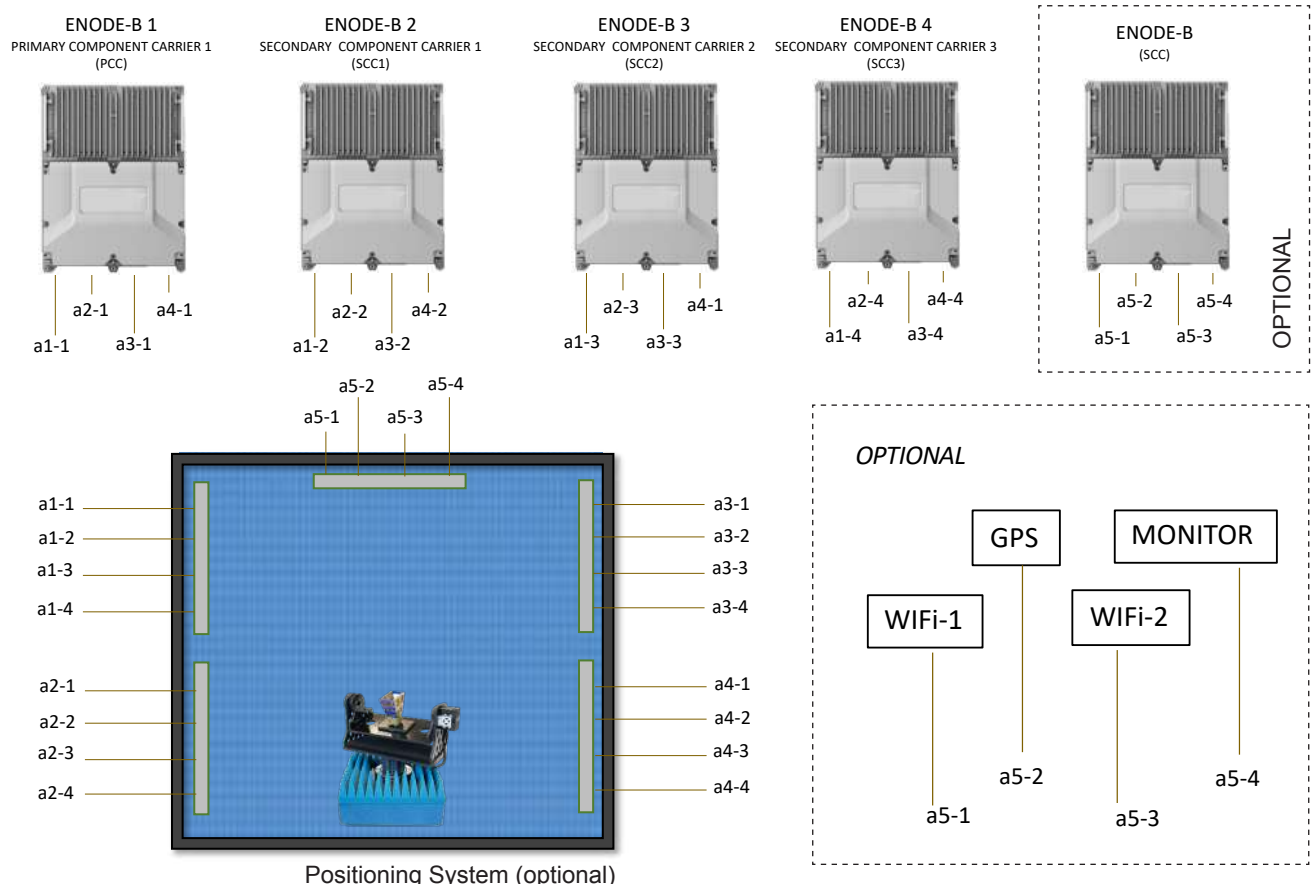 ENODE-B 1
PRIMARY COMPONENT CARRIER 1
(PCC)
ENODE-B 2
SECONDARY COMPONENT CARRIER 1
(SCC1)
ENODE-B 3
SECONDARY COMPONENT CARRIER 2
(SCC2)
ENODE-B 4
SECONDARY COMPONENT CARRIER 3
(SCC3)
ENODE-B
(SCC)
OPTIONAL
a1-1
a2-1
a3-1
a4-1
a1-2
a2-2
a3-2
a4-2
a1-3
a2-3
a3-3
a4-1
a1-4
a2-4
a3-4
a4-4
a5-1
a5-2
a5-3
a5-4
a5-1
a5-2
a5-3
a5-4
a1-1
a1-2
a1-3
a1-4
a2-1
a2-2
a2-3
a2-4
a3-1
a3-2
a3-3
a3-4
a4-1
a4-2
a4-3
a4-4
Positioning System (optional)
OPTIONAL
GPS
MONITOR
WIFi-1
WIFi-2
a5-1
a5-2
a5-3
a5-4